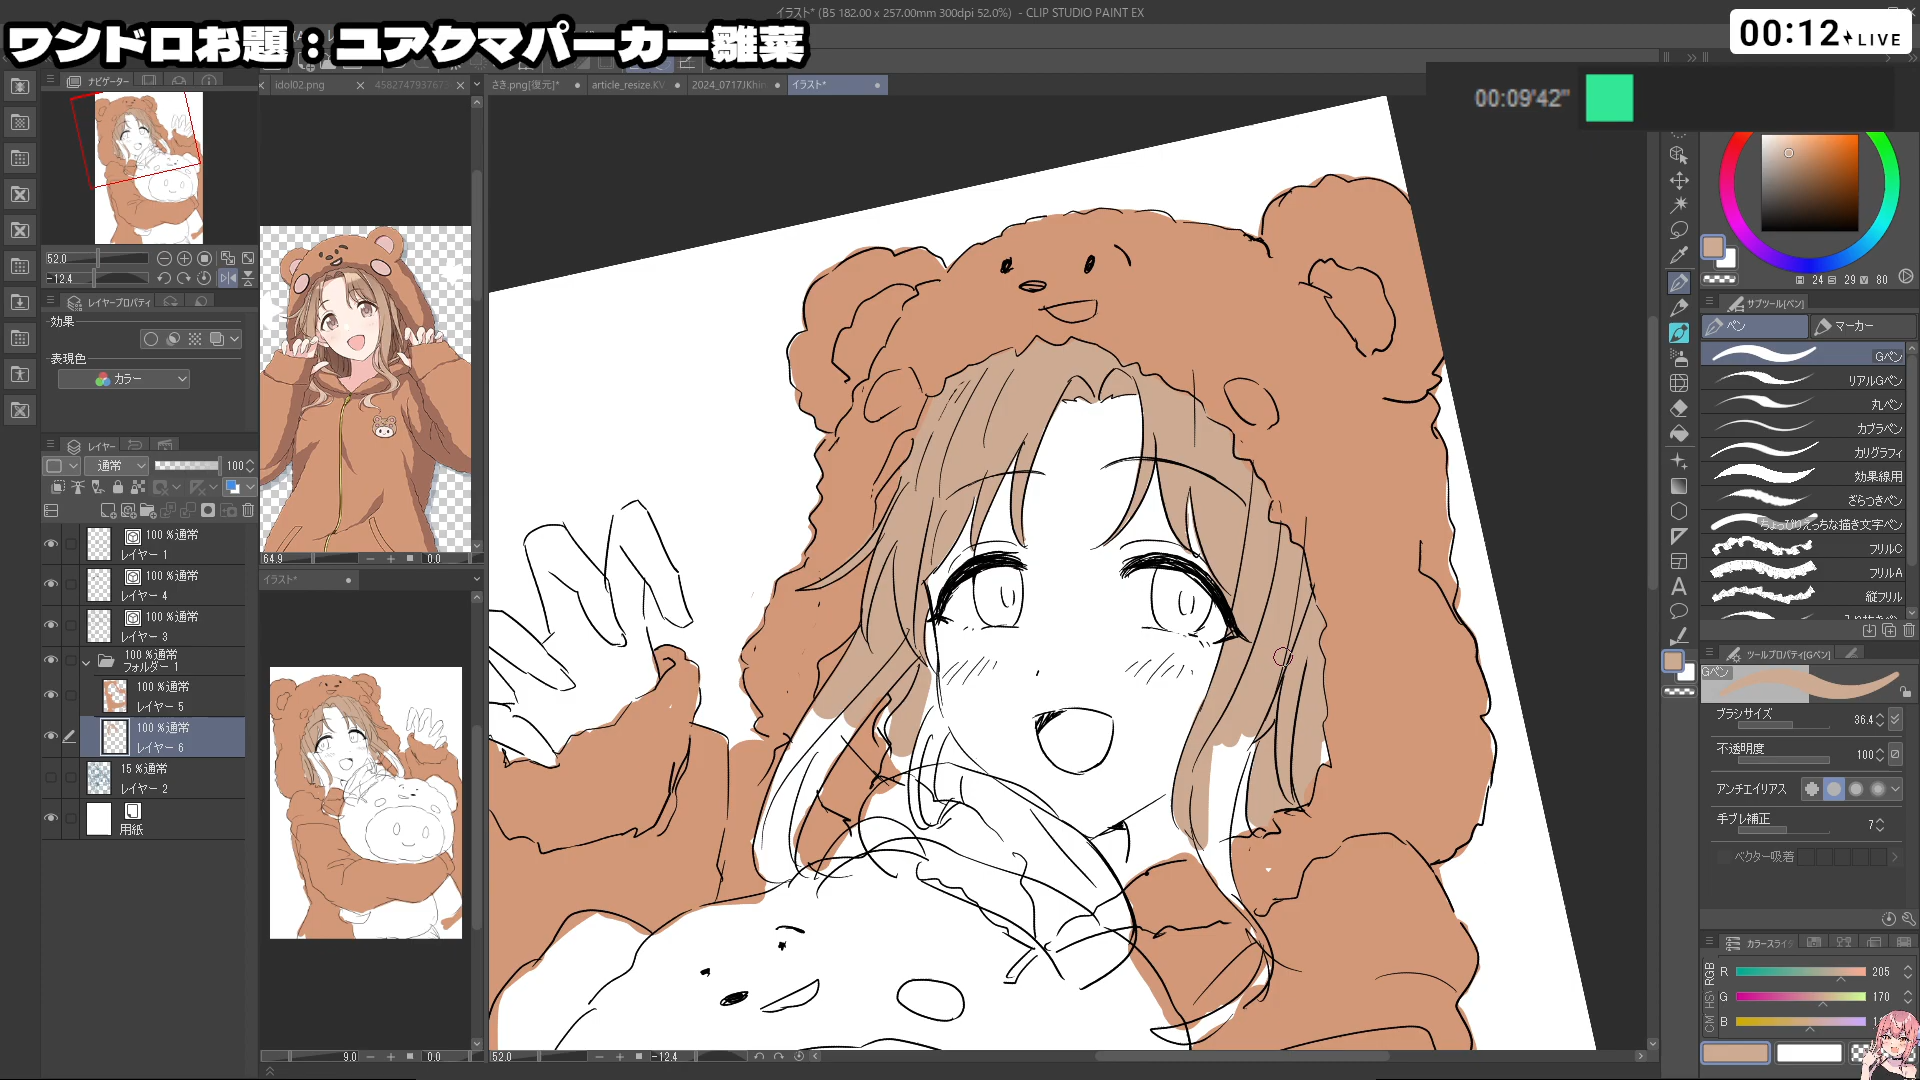 イラスト* (B5 182.00 x 257.00mm 300dpi 52.0%) - CLIP STUDIO PAINT EX
ワンドロお題：ユアクマパーカー雛菜
00:12 LIVE
00:09'42"
ナビゲーター
idol02.png
458274793767
さき.png[復元]*
article_resize.KV
2024_0717JKhin
イラスト*
52.0
-12.4
レイヤープロパティ
効果
表現色
カラー
レイヤー
通常
100
100 %通常
レイヤー 1
100 %通常
レイヤー 4
100 %通常
レイヤー 3
100 %通常
フォルダー 1
100 %通常
レイヤー 5
100 %通常
レイヤー 6
15 %通常
レイヤー 2
用紙
64.9
0.0
イラスト*
9.0
0.0
52.0
-12.4
24
29
80
サブツール[ペン]
ペン
マーカー
Gペン
リアルGペン
丸ペン
カブラペン
カリグラフィ
効果線用
ざらつきペン
ちょっぴりえっちな描き文字ペン
フリルC
フリルA
縦フリル
ツールプロパティ[Gペン]
Gペン
ブラシサイズ
36.4
不透明度
100
アンチエイリアス
手ブレ補正
7
ベクター吸着
カラースライ
RGB
R
205
G
170
B